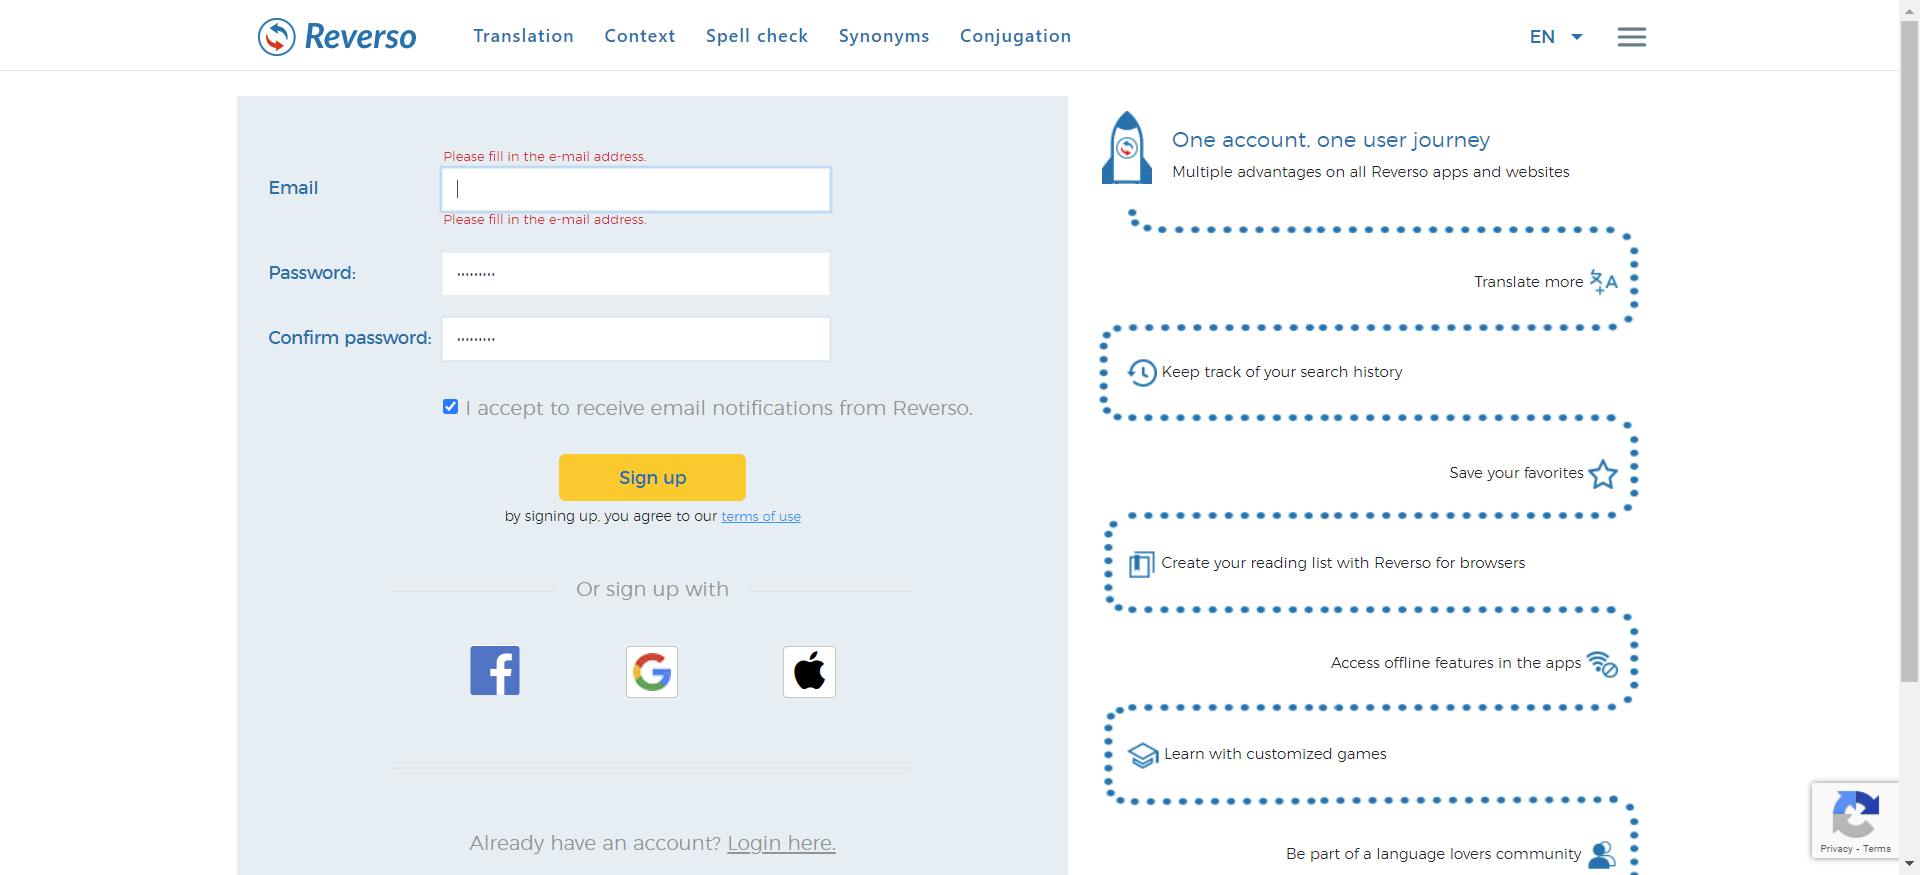 Reverso
Translation Context Spell check Synonyms Conjugation
EN
Please fill in the e-mail address.
Email
Please fill in the e-mail address.
Password:
Confirm password:
I accept to receive email notifications from Reverso.
Sign up
by signing up, you agree to our terms of use
Or sign up with
Already have an account? Login here.
One account, one user journey
Multiple advantages on all Reverso apps and websites
Translate more
Keep track of your search history
Save your favorites
Create your reading list with Reverso for browsers
Access offline features in the apps
Learn with customized games
Be part of a language lovers community
Privacy - Terms